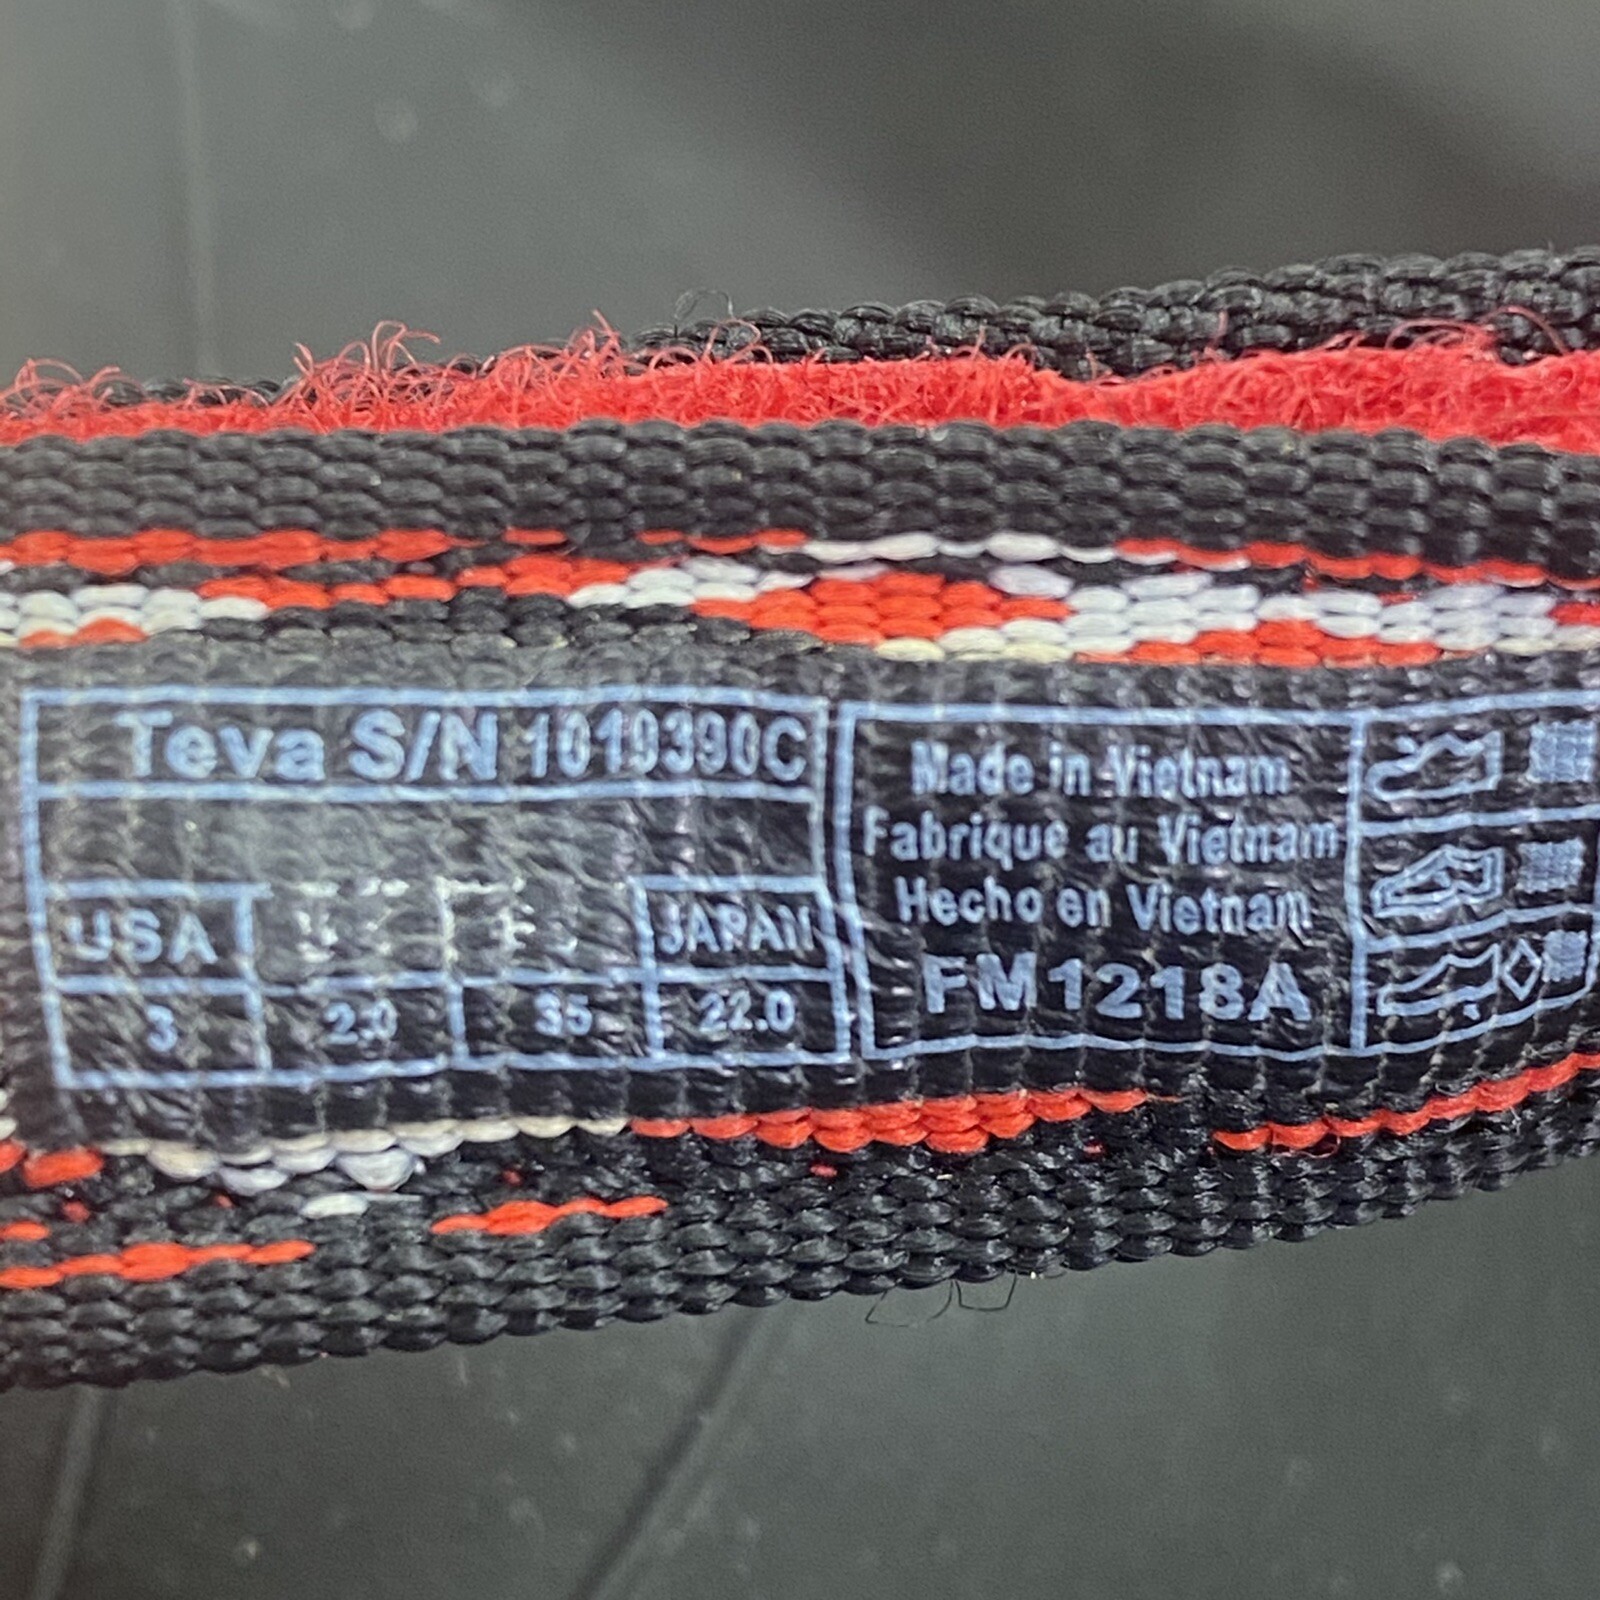 Teva S/N 1019390C
USA JAPAN
3 2.0 35 22.0
Made in Vietnam
Fabrique au Vietnam
Hecho en Vietnam
FM1218A